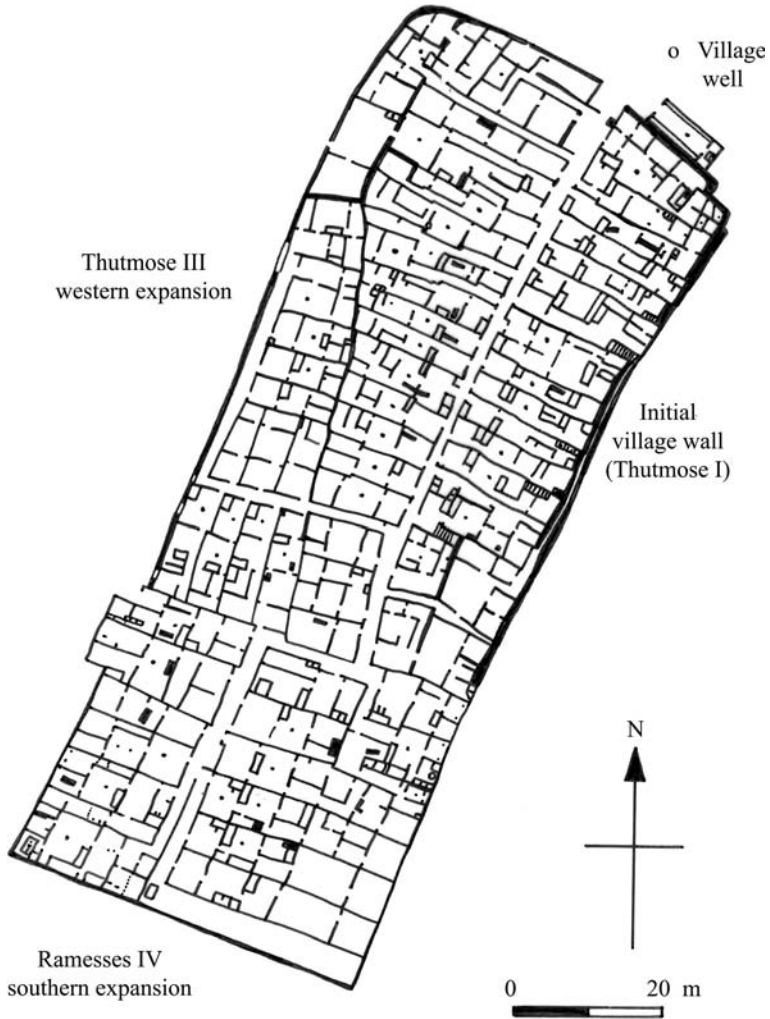 o Village
well
Thutmose III
western expansion
Initial
village wall
(Thutmose I)
N
Ramesses IV
southern expansion
0 20 m